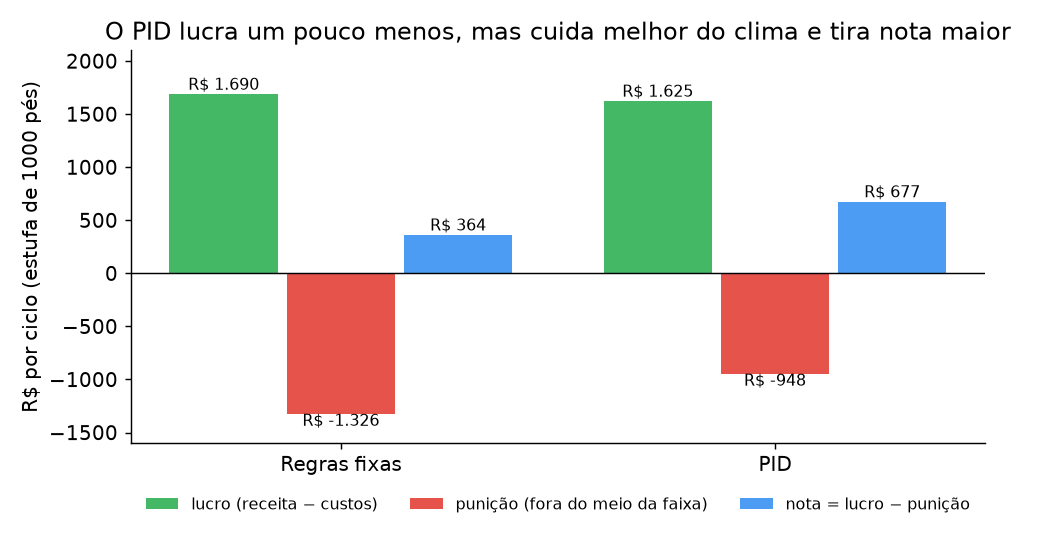 O PID lucra um pouco menos, mas cuida melhor do clima e tira nota maior
R$ por ciclo (estufa de 1000 pés)
2000
1500
1000
500
0
−500
−1000
−1500
R$ 1.690
R$ -1.326
R$ 364
R$ 1.625
R$ -948
R$ 677
Regras fixas
PID
lucro (receita − custos)
punição (fora do meio da faixa)
nota = lucro − punição